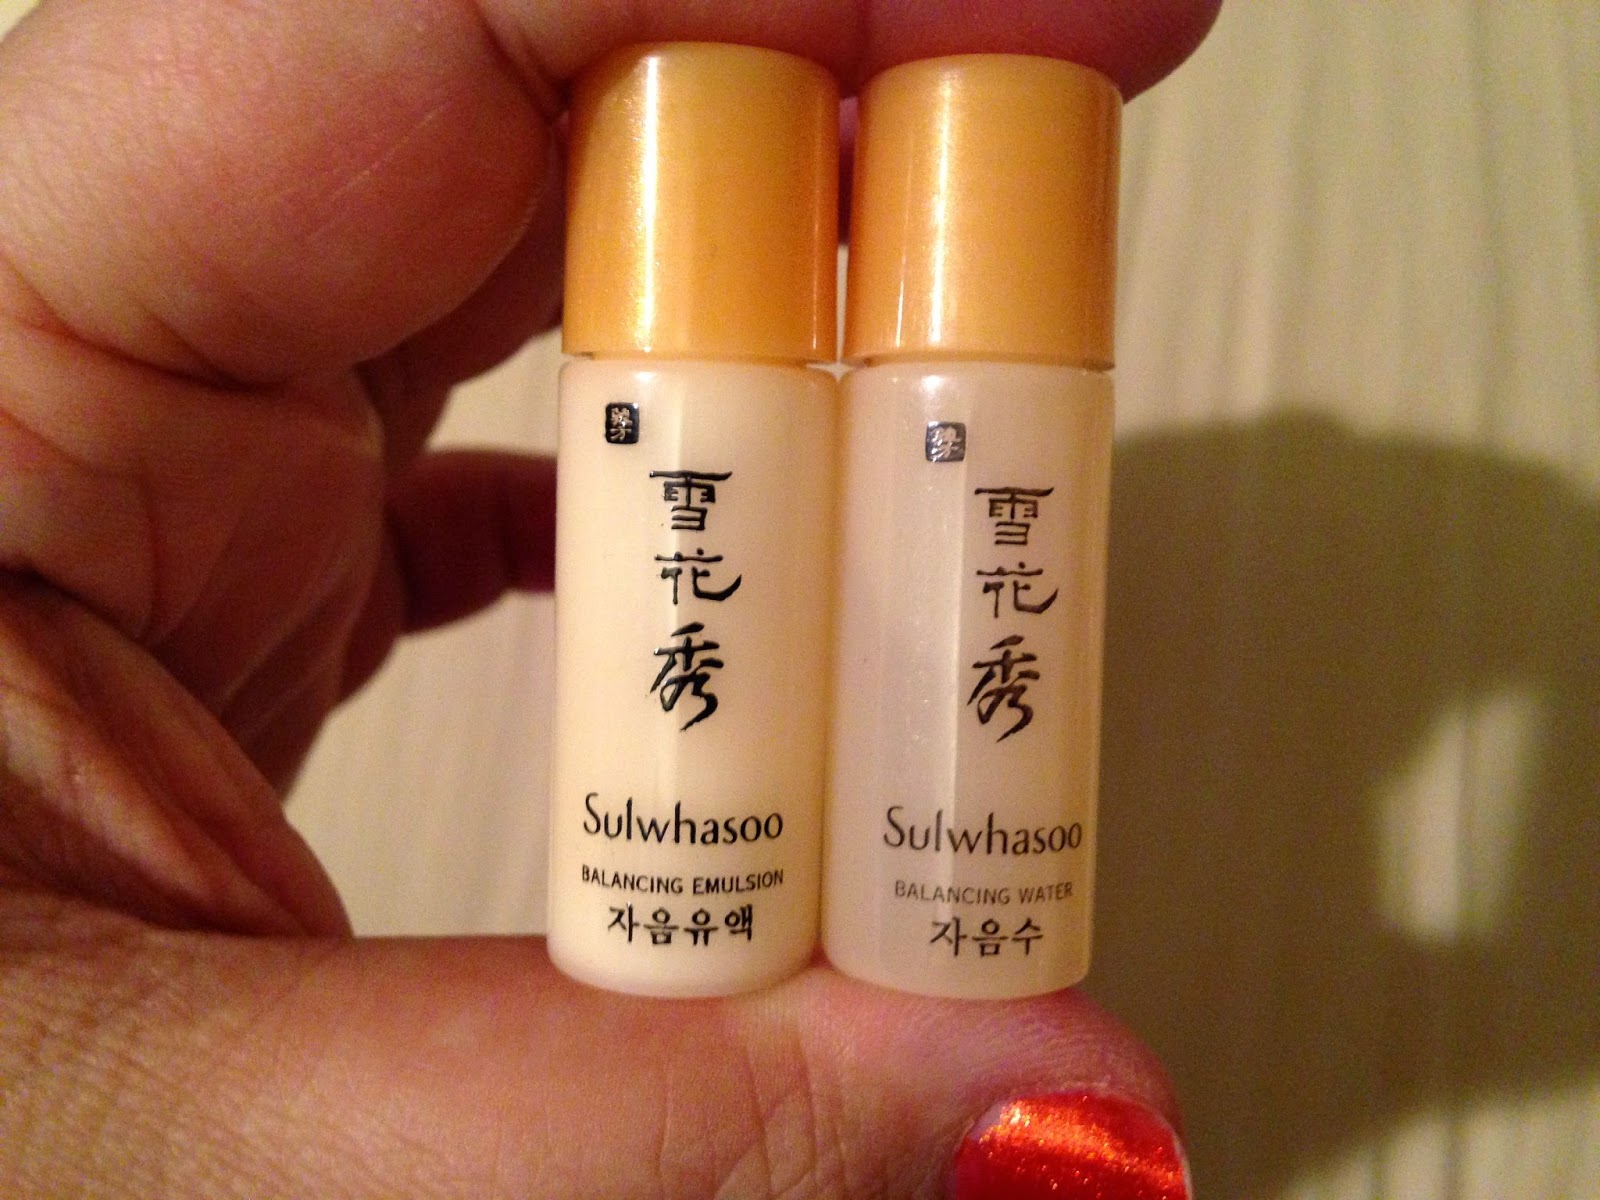 雪
花
秀
Sulwhasoo
BALANCING EMULSION
자음유액
雪
花
秀
Sulwhasoo
BALANCING WATER
자음수